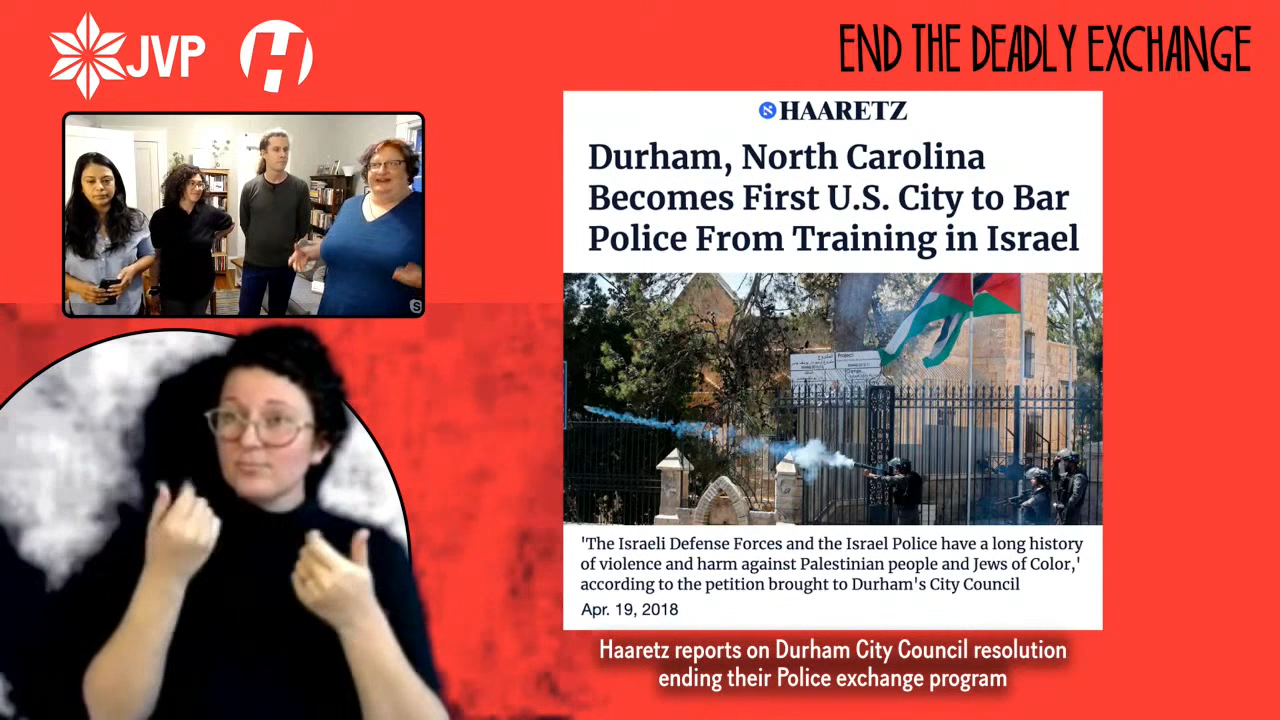 JVP
H
END THE DEADLY EXCHANGE
HAARETZ
Durham, North Carolina
Becomes First U.S. City to Bar
Police From Training in Israel
Project
'The Israeli Defense Forces and the Israel Police have a long history
of violence and harm against Palestinian people and Jews of Color,'
according to the petition brought to Durham's City Council
Apr. 19, 2018
Haaretz reports on Durham City Council resolution
ending their Police exchange program